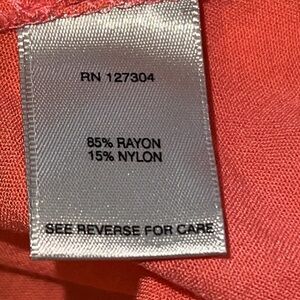 RN 127304
85% RAYON
15% NYLON
SEE REVERSE FOR CARE